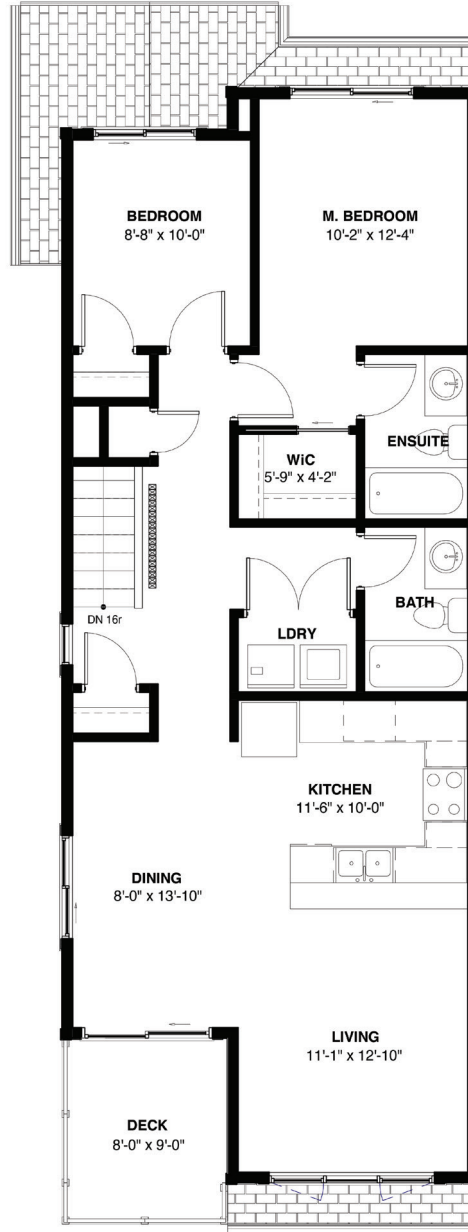 BEDROOM
8'-8" x 10'-0"
M. BEDROOM
10'-2" x 12'-4"
ENSUITE
WiC
5'-9" x 4'-2"
BATH
DN 16r
LDRY
KITCHEN
11'-6" x 10'-0"
DINING
8'-0" x 13'-10"
LIVING
11'-1" x 12'-10"
DECK
8'-0" x 9'-0"